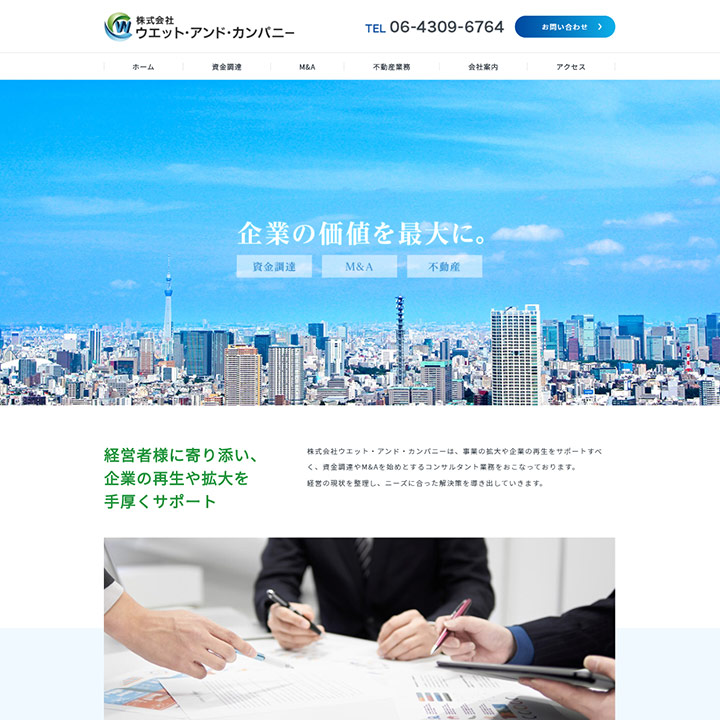 株式会社
ウエット・アンド・カンパニー
TEL 06-4309-6764
お問い合わせ
ホーム 資金調達 M&A 不動産業務 会社案内 アクセス
企業の価値を最大に。
資金調達 M&A 不動産
経営者様に寄り添い、
企業の再生や拡大を
手厚くサポート
株式会社ウエット・アンド・カンパニーは、事業の拡大や企業の再生をサポートすべ
く、資金調達やM&Aを始めとするコンサルタント業務をおこなっております。
経営の現状を整理し、ニーズに合った解決策を導き出していきます。